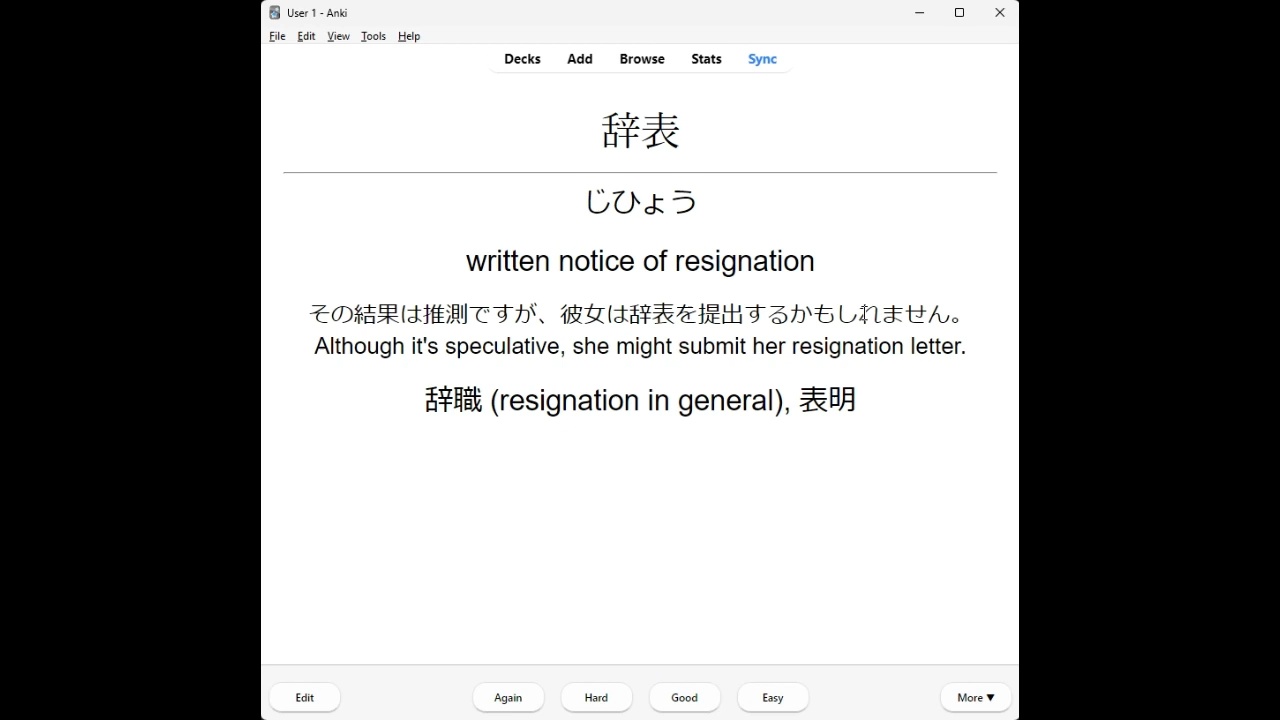 User 1 - Anki
File Edit View Tools Help
Decks Add Browse Stats Sync
辞表
じひょう
written notice of resignation
その結果は推測ですが、彼女は辞表を提出するかもしれません。
Although it's speculative, she might submit her resignation letter.
辞職 (resignation in general), 表明
Edit Again Hard Good Easy More ▼